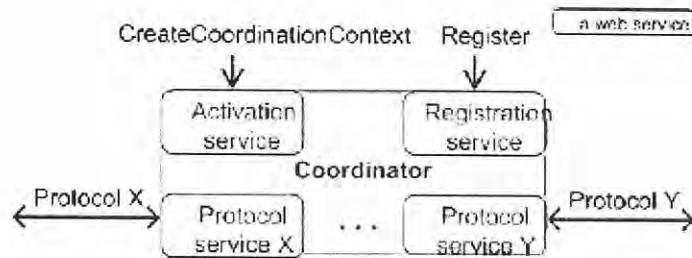 a web service
CreateCoordinationContext Register
Activation service
Registration service
Coordinator
Protocol X
Protocol Y
Protocol service X
. . .
Protocol service Y